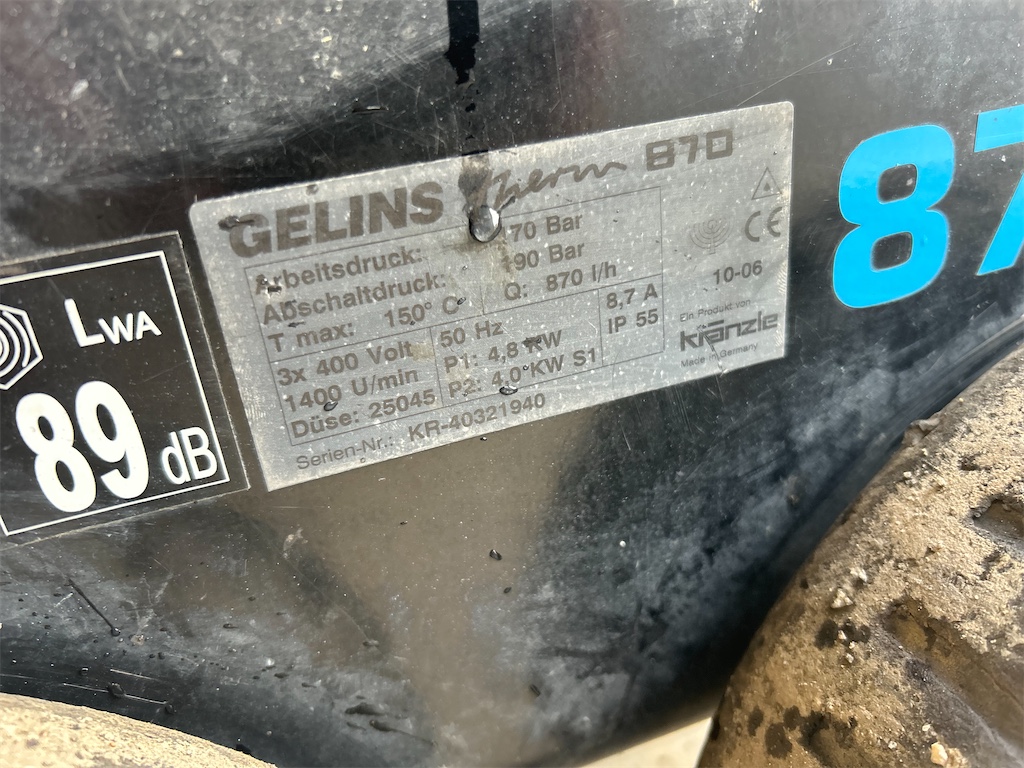 GELINS Therm 870
Arbeitsdruck: 170 Bar
Abschaltdruck: 190 Bar
T max: 150° C Q: 870 l/h
3x 400 Volt 50 Hz 8,7 A
1400 U/min P1: 4,8 KW IP 55
Düse: 25045 P2: 4,0 KW S1
Serien-Nr.: KR-40321940
CE
10-06
Ein Produkt von
kränzle
Made in Germany
LWA
89 dB
87